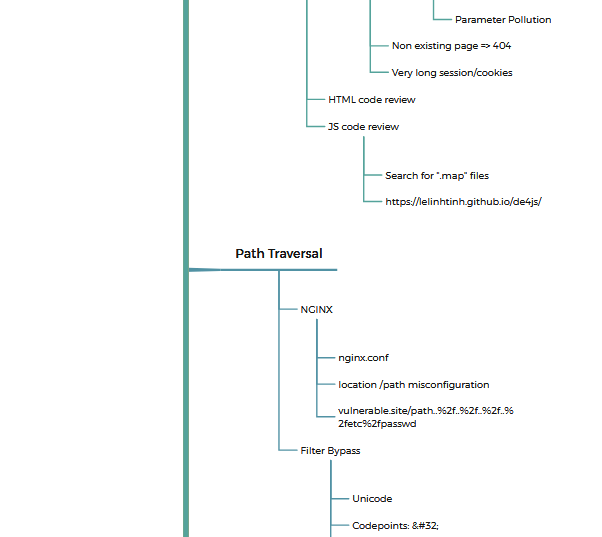 Parameter Pollution
Non existing page => 404
Very long session/cookies
HTML code review
JS code review
Search for ".map" files
https://lelinhtinh.github.io/de4js/
Path Traversal
NGINX
nginx.conf
location /path misconfiguration
vulnerable.site/path..%2f..%2f..%2f..%
2fetc%2fpasswd
Filter Bypass
Unicode
Codepoints: &#32;